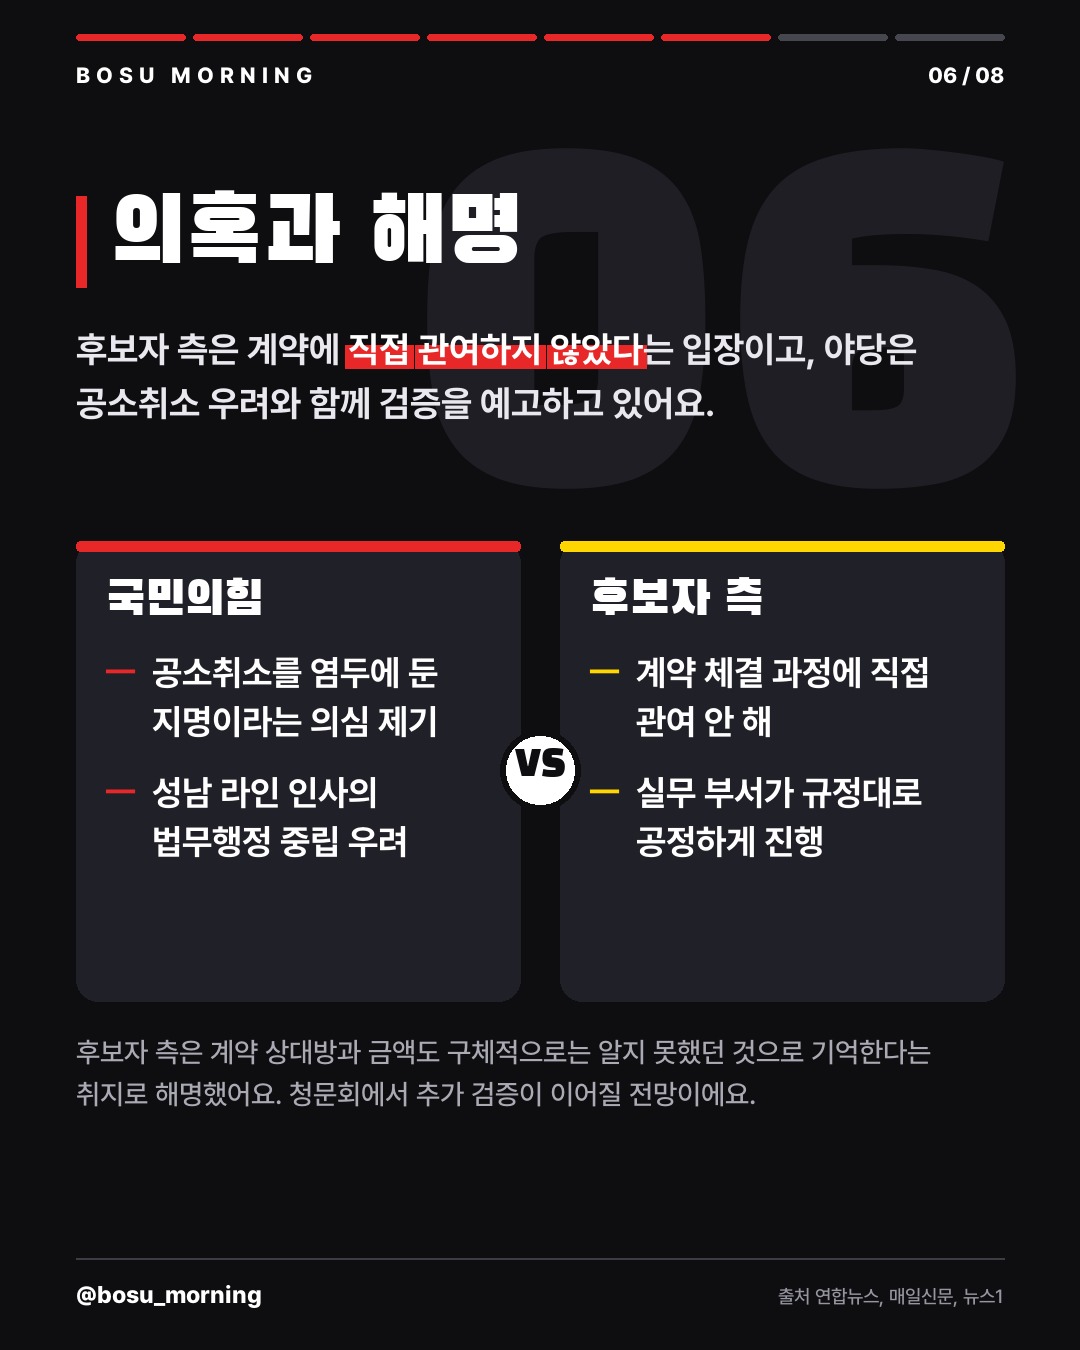 BOSU MORNING
06 / 08
06
의혹과 해명
후보자 측은 계약에 직접 관여하지 않았다는 입장이고, 야당은
공소취소 우려와 함께 검증을 예고하고 있어요.
국민의힘
공소취소를 염두에 둔
지명이라는 의심 제기
성남 라인 인사의
법무행정 중립 우려
VS
후보자 측
계약 체결 과정에 직접
관여 안 해
실무 부서가 규정대로
공정하게 진행
후보자 측은 계약 상대방과 금액도 구체적으로는 알지 못했던 것으로 기억한다는
취지로 해명했어요. 청문회에서 추가 검증이 이어질 전망이에요.
@bosu_morning
출처 연합뉴스, 매일신문, 뉴스1